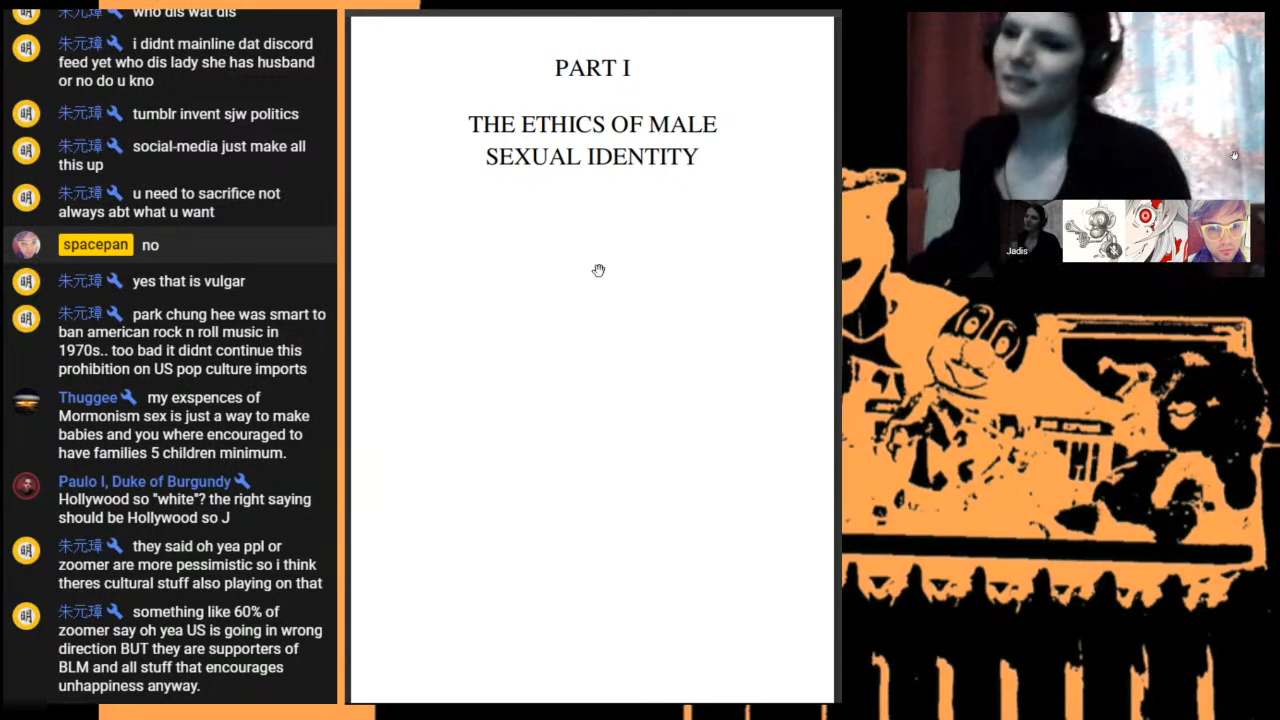 who dis wat dis
朱元璋 i didnt mainline dat discord
feed yet who dis lady she has husband
or no do u kno
朱元璋 tumblr invent sjw politics
朱元璋 social-media just make all
this up
朱元璋 u need to sacrifice not
always abt what u want
spacepan no
朱元璋 yes that is vulgar
朱元璋 park chung hee was smart to
ban american rock n roll music in
1970s.. too bad it didnt continue this
prohibition on US pop culture imports
Thuggee my exspences of
Mormonism sex is just a way to make
babies and you where encouraged to
have families 5 children minimum.
Paulo I, Duke of Burgundy
Hollywood so "white"? the right saying
should be Hollywood so J
朱元璋 they said oh yea ppl or
zoomer are more pessimistic so i think
theres cultural stuff also playing on that
朱元璋 something like 60% of
zoomer say oh yea US is going in wrong
direction BUT they are supporters of
BLM and all stuff that encourages
unhappiness anyway.
PART I
THE ETHICS OF MALE
SEXUAL IDENTITY
Jadis